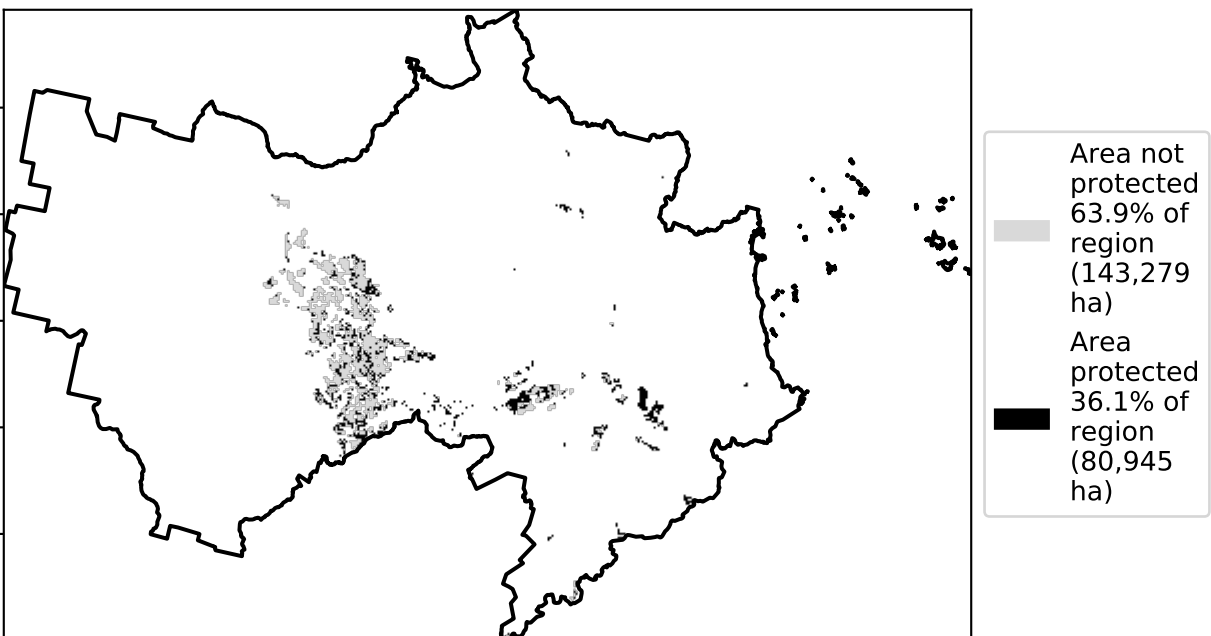 Area not
protected
63.9% of
region
(143,279
ha)
Area
protected
36.1% of
region
(80,945
ha)